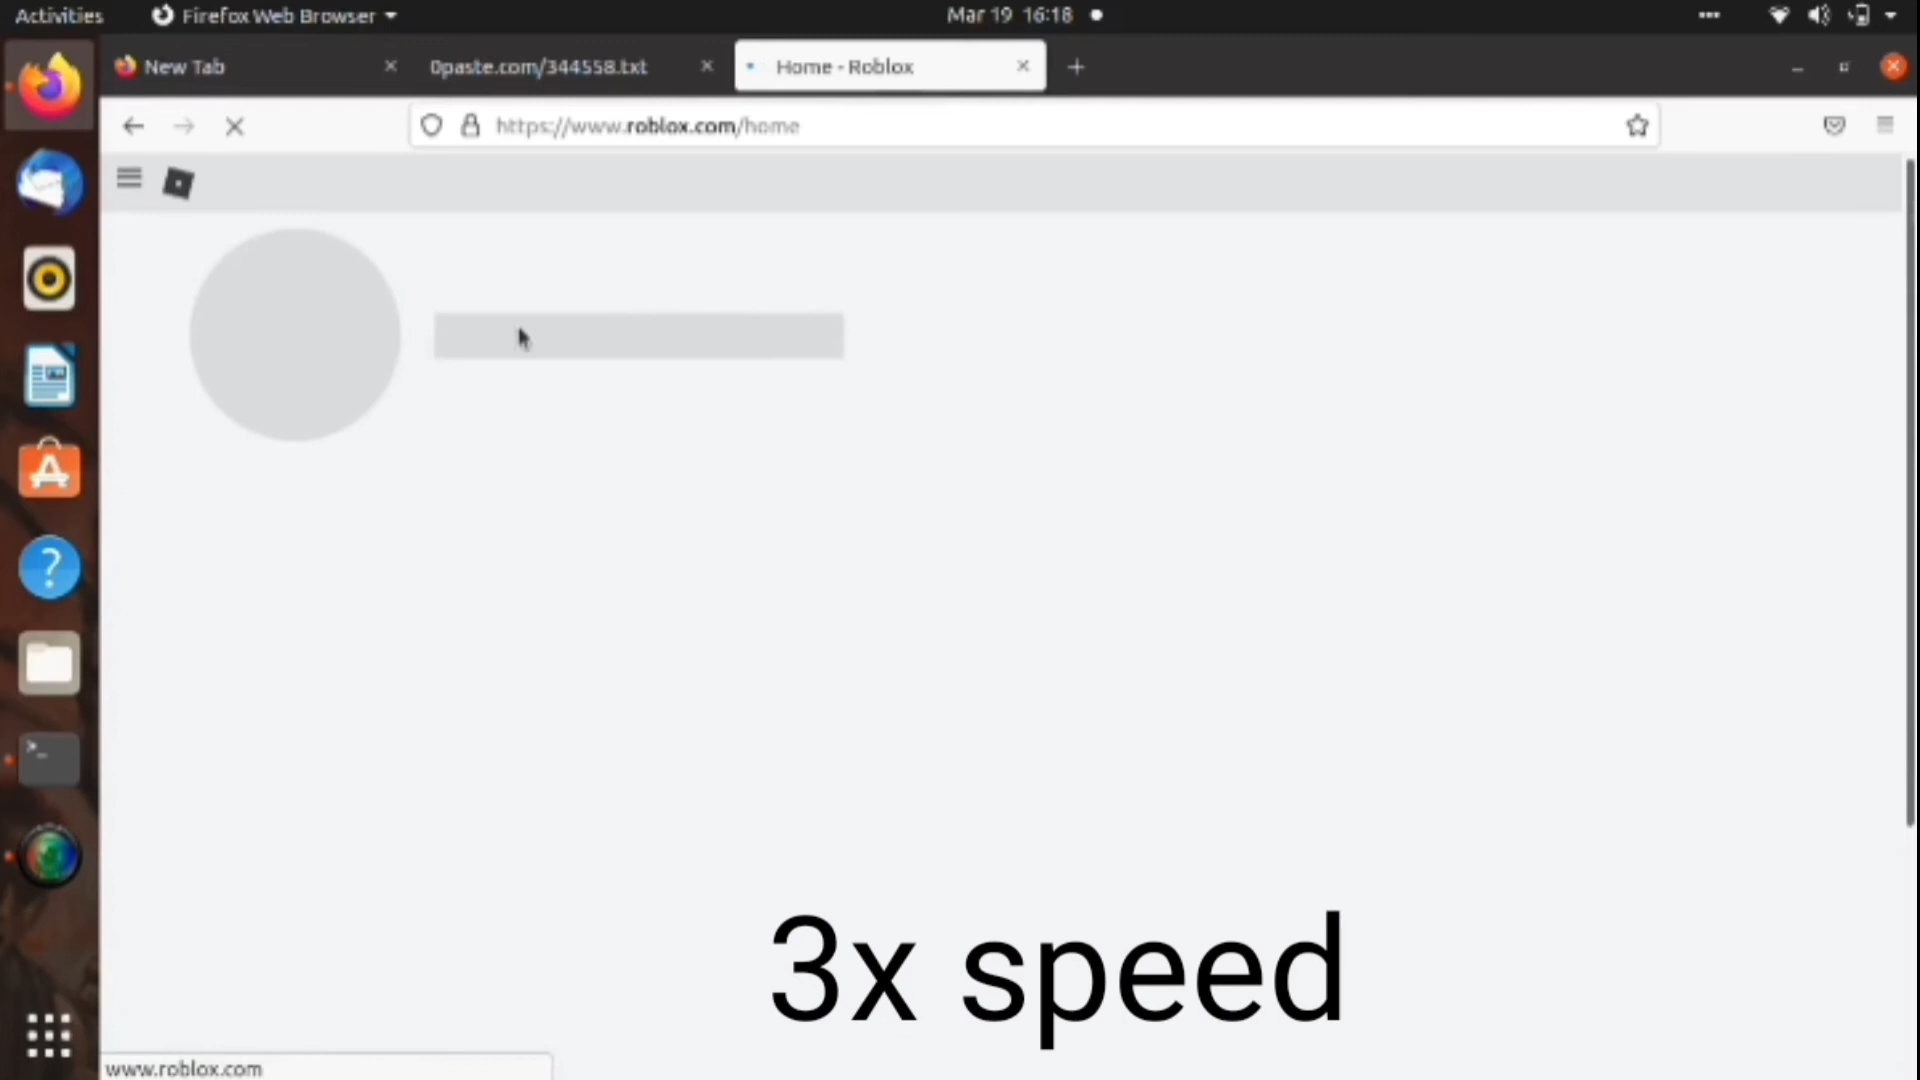 Activities
Firefox Web Browser
Mar 19 16:18
New Tab
0paste.com/344558.txt
Home - Roblox
https://www.roblox.com/home
3x speed
www.roblox.com